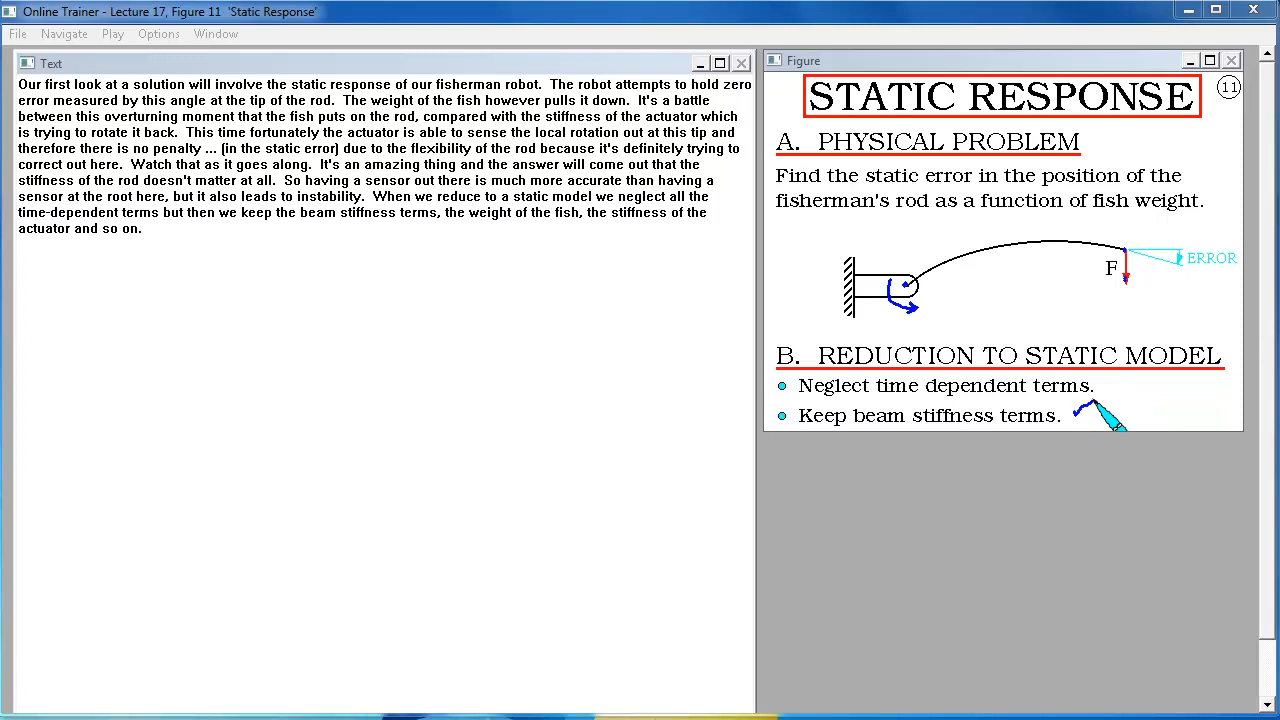 Online Trainer - Lecture 17, Figure 11 'Static Response'
File Navigate Play Options Window
Text
Our first look at a solution will involve the static response of our fisherman robot. The robot attempts to hold zero
error measured by this angle at the tip of the rod. The weight of the fish however pulls it down. It's a battle
between this overturning moment that the fish puts on the rod, compared with the stiffness of the actuator which
is trying to rotate it back. This time fortunately the actuator is able to sense the local rotation out at this tip and
therefore there is no penalty ... (in the static error) due to the flexibility of the rod because it's definitely trying to
correct out here. Watch that as it goes along. It's an amazing thing and the answer will come out that the
stiffness of the rod doesn't matter at all. So having a sensor out there is much more accurate than having a
sensor at the root here, but it also leads to instability. When we reduce to a static model we neglect all the
time-dependent terms but then we keep the beam stiffness terms, the weight of the fish, the stiffness of the
actuator and so on.
Figure
STATIC RESPONSE
11
A. PHYSICAL PROBLEM
Find the static error in the position of the
fisherman's rod as a function of fish weight.
F
ERROR
B. REDUCTION TO STATIC MODEL
Neglect time dependent terms.
Keep beam stiffness terms.